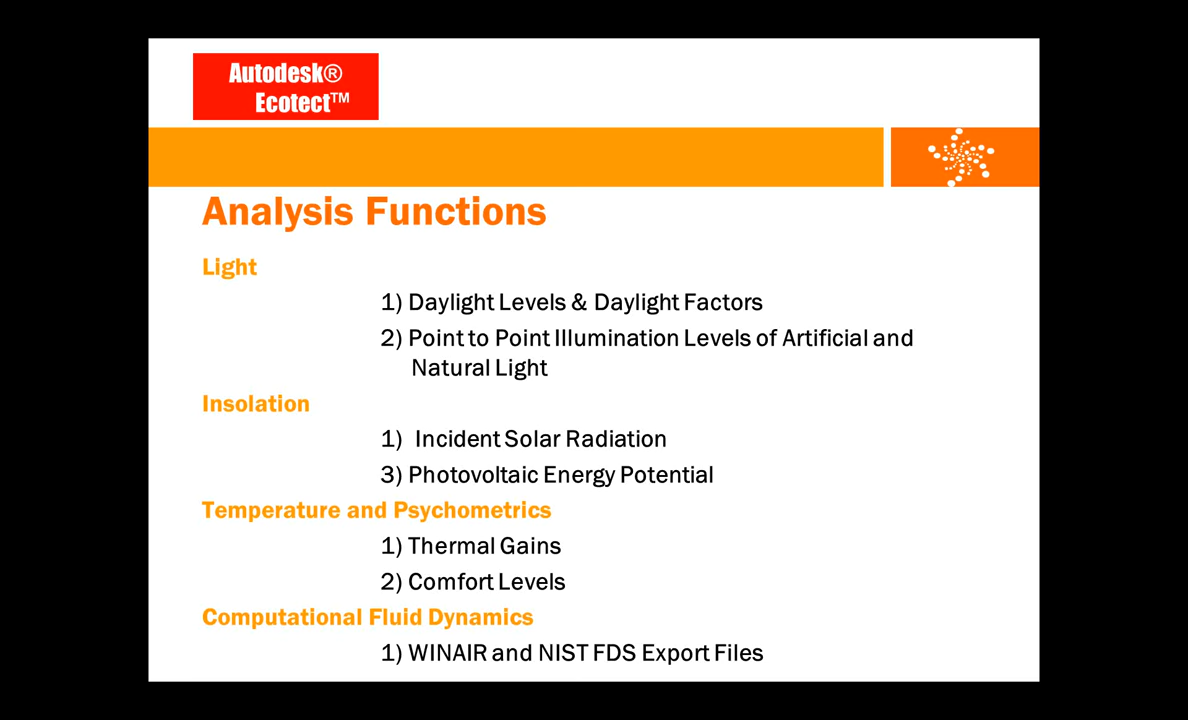 Autodesk®
Ecotect™
Analysis Functions
Light
1) Daylight Levels & Daylight Factors
2) Point to Point Illumination Levels of Artificial and
Natural Light
Insolation
1) Incident Solar Radiation
3) Photovoltaic Energy Potential
Temperature and Psychometrics
1) Thermal Gains
2) Comfort Levels
Computational Fluid Dynamics
1) WINAIR and NIST FDS Export Files